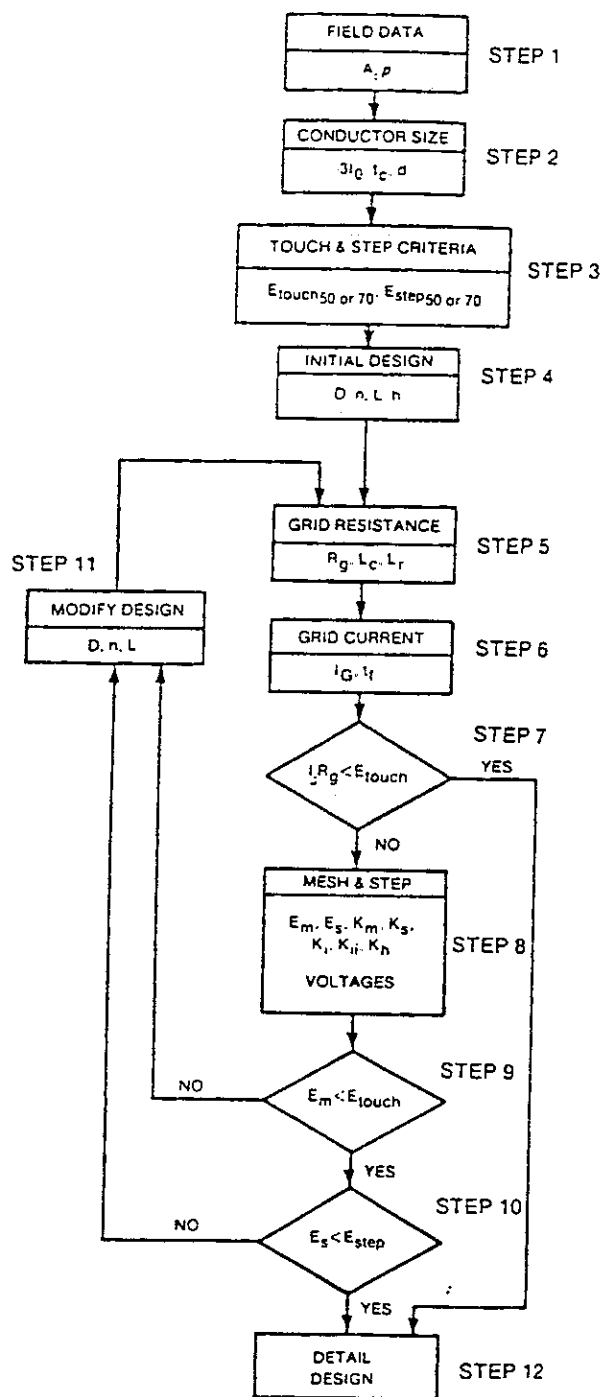 FIELD DATA
STEP 1
A, ρ
CONDUCTOR SIZE
STEP 2
3I0, tc, d
TOUCH & STEP CRITERIA
STEP 3
Etouch50 or 70, Estep50 or 70
INITIAL DESIGN
STEP 4
D, n, L, h
GRID RESISTANCE
STEP 5
Rg, Lc, Lr
STEP 11
MODIFY DESIGN
D, n, L
GRID CURRENT
STEP 6
IG, tf
STEP 7
IgRg<Etouch
YES
NO
MESH & STEP
Em, Es, Km, Ks,
Ki, Kii, Kh
VOLTAGES
STEP 8
STEP 9
NO
Em<Etouch
YES
STEP 10
NO
Es<Estep
YES
DETAIL
DESIGN
STEP 12